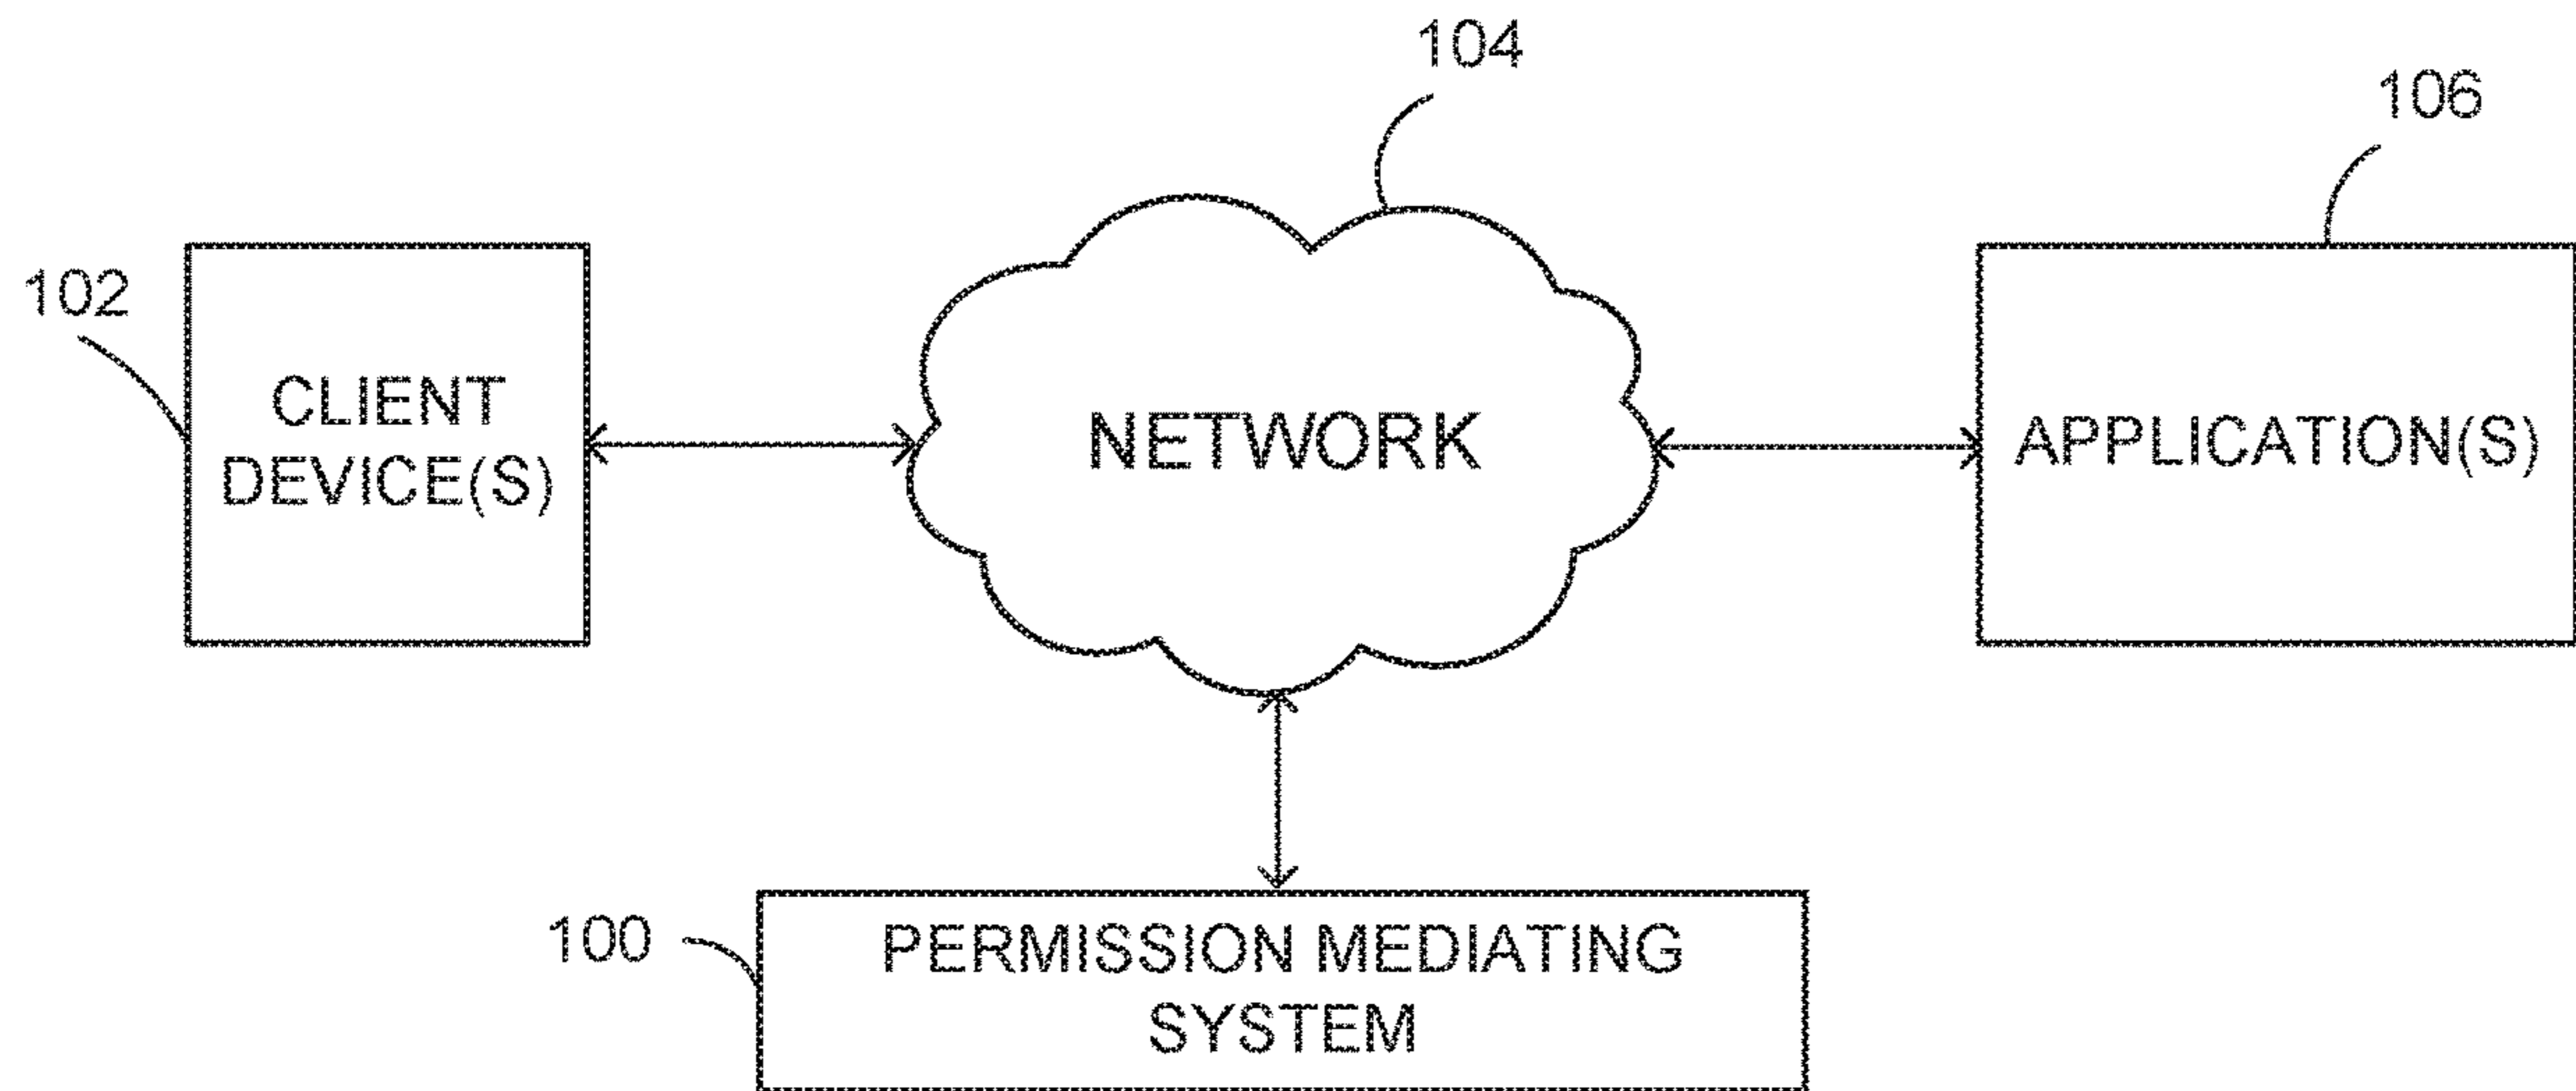 104
106
102
CLIENT
DEVICE(S)
NETWORK
APPLICATION(S)
100
PERMISSION MEDIATING
SYSTEM